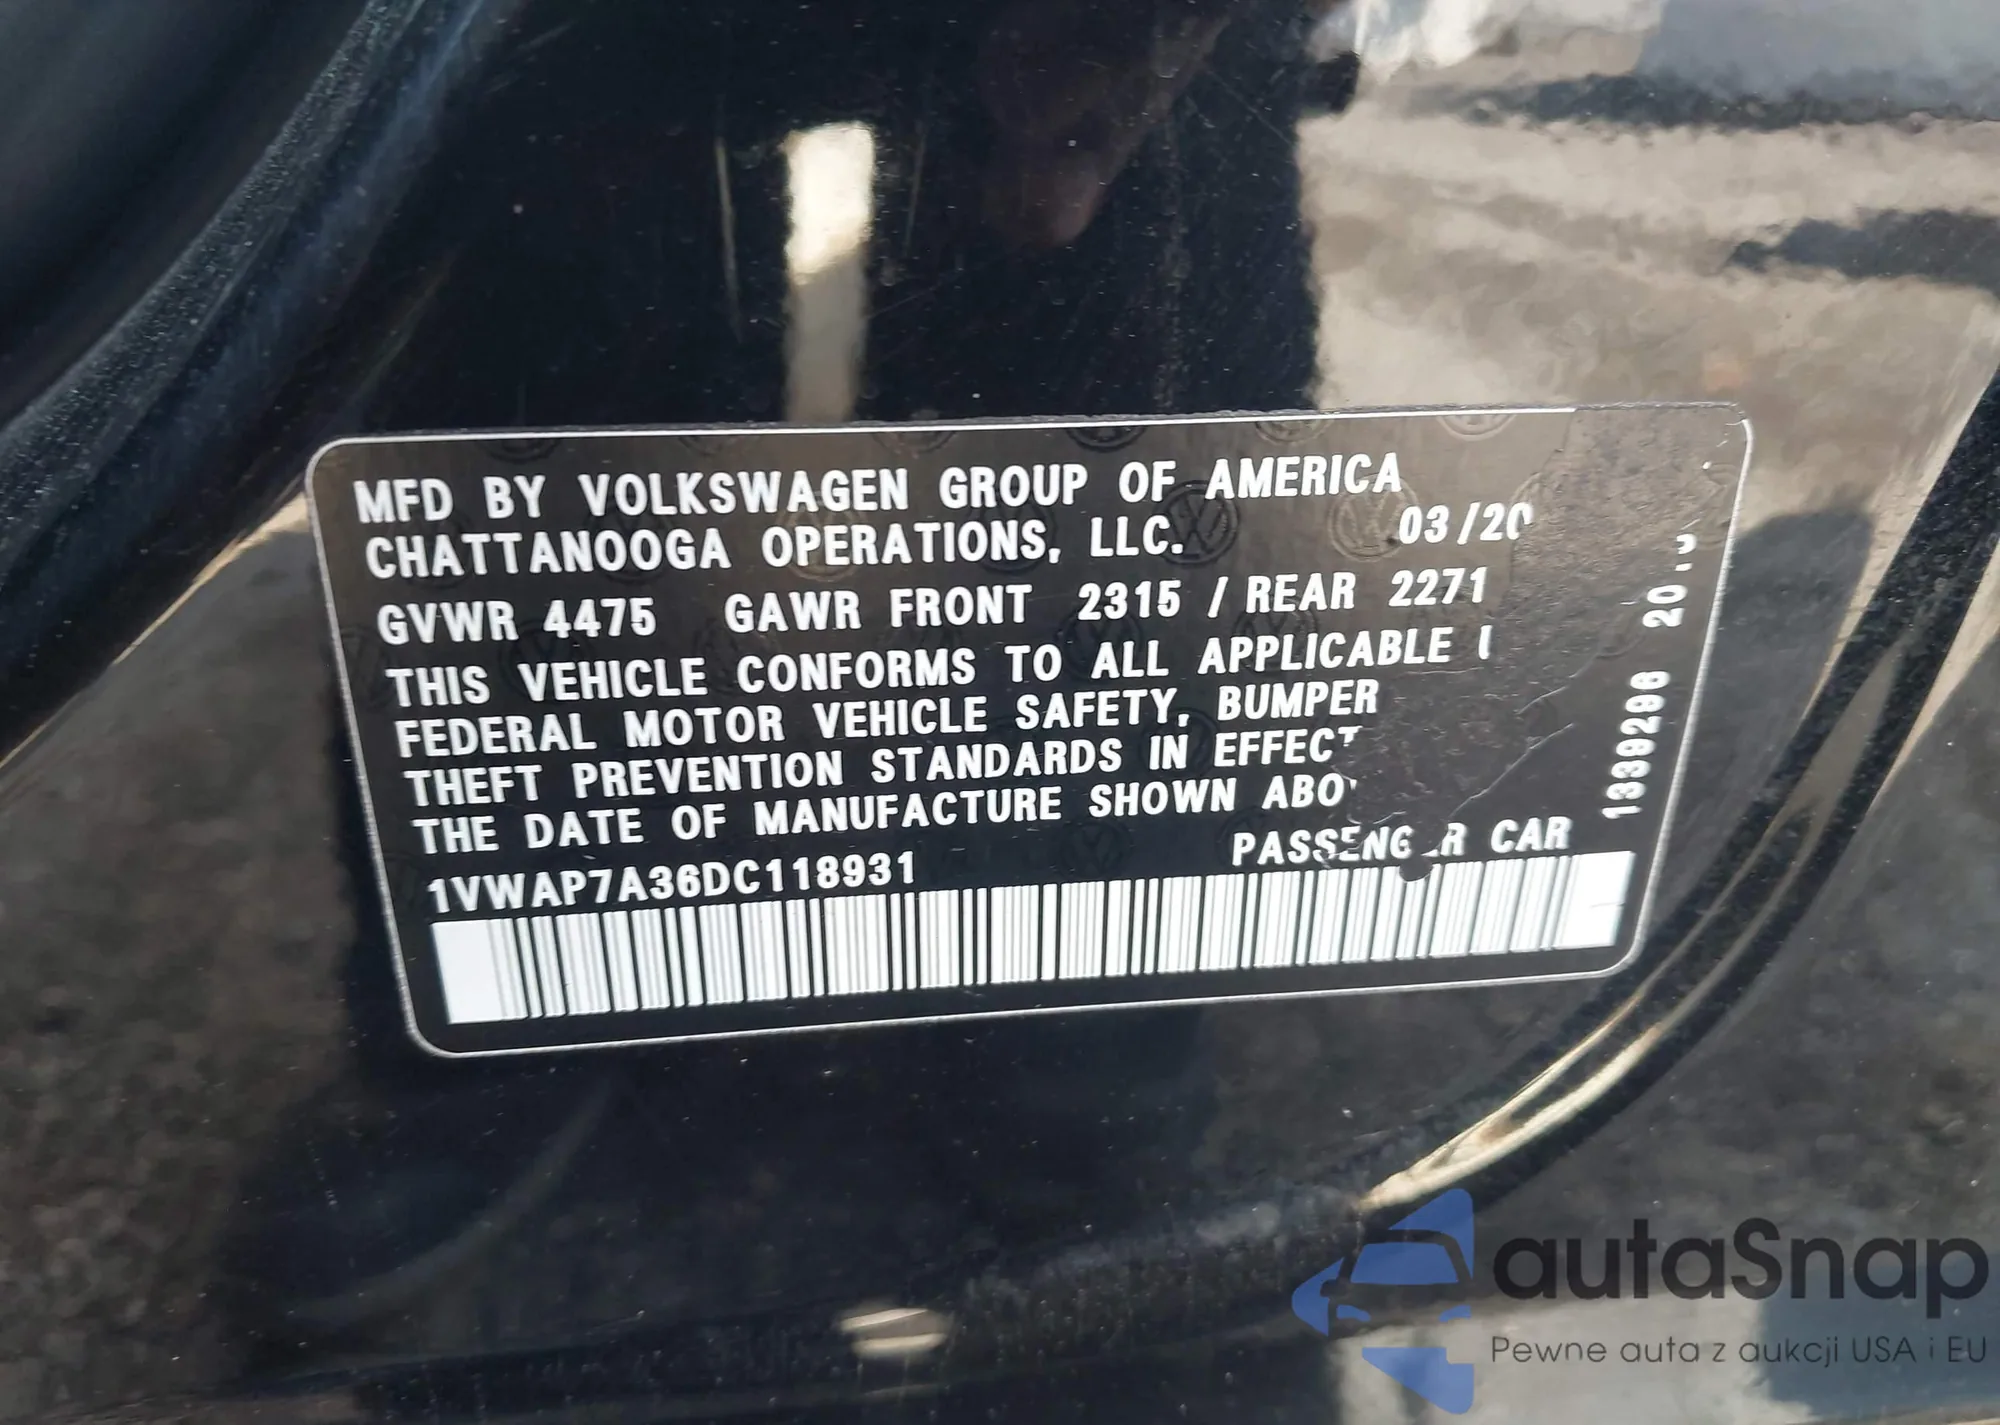 MFD BY VOLKSWAGEN GROUP OF AMERICA
CHATTANOOGA OPERATIONS, LLC. 03/20
GVWR 4475 GAWR FRONT 2315 / REAR 2271
THIS VEHICLE CONFORMS TO ALL APPLICABLE
FEDERAL MOTOR VEHICLE SAFETY, BUMPER
THEFT PREVENTION STANDARDS IN EFFECT
THE DATE OF MANUFACTURE SHOWN ABO
1VWAP7A36DC118931 PASSENGER CAR
1339296
autaSnap
Pewne auta z aukcji USA i EU